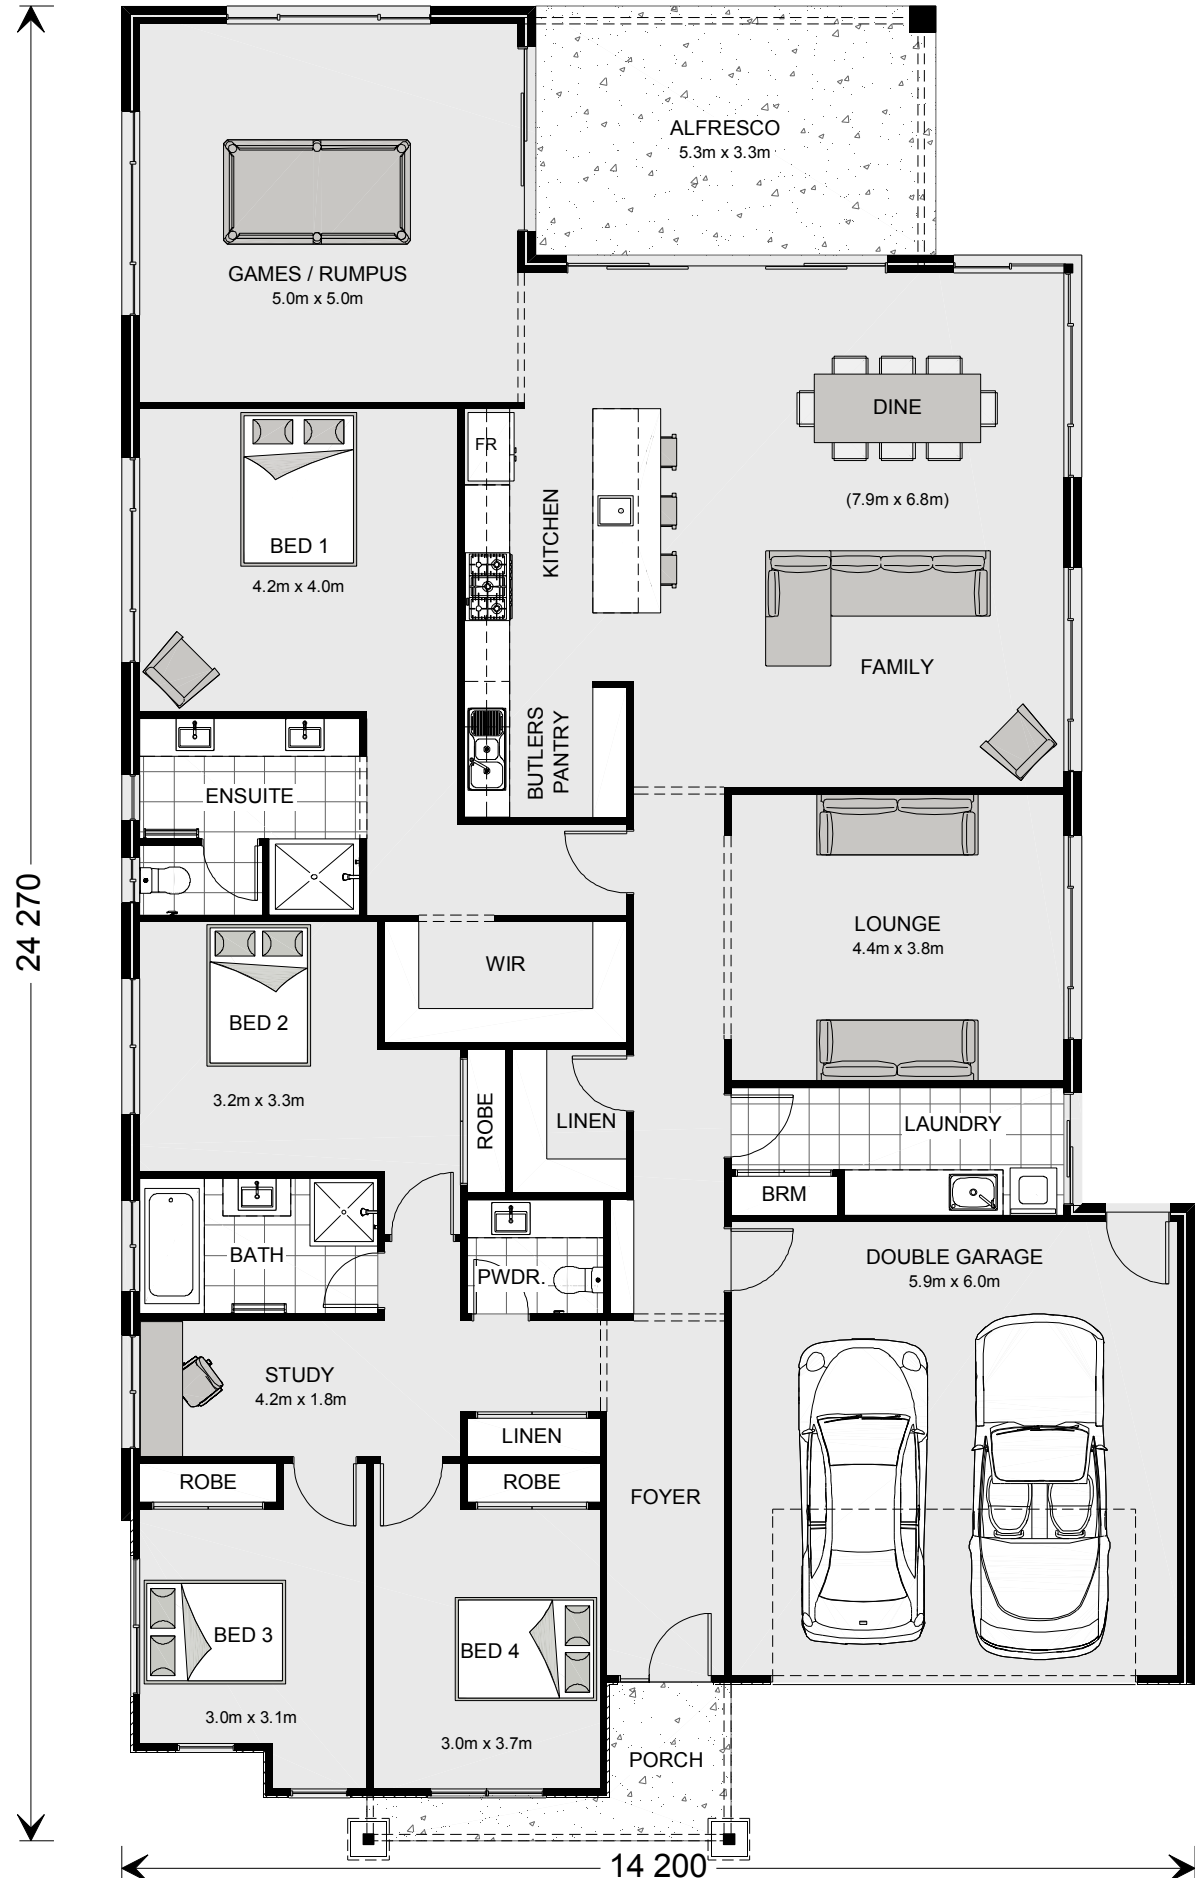 ALFRESCO
5.3m x 3.3m
GAMES / RUMPUS
5.0m x 5.0m
DINE
(7.9m x 6.8m)
FR
KITCHEN
BED 1
4.2m x 4.0m
FAMILY
BUTLERS
PANTRY
ENSUITE
24 270
LOUNGE
4.4m x 3.8m
WIR
BED 2
3.2m x 3.3m
ROBE
LINEN
LAUNDRY
BRM
BATH
PWDR.
DOUBLE GARAGE
5.9m x 6.0m
STUDY
4.2m x 1.8m
LINEN
ROBE
ROBE
FOYER
BED 3
BED 4
3.0m x 3.1m
3.0m x 3.7m
PORCH
14 200